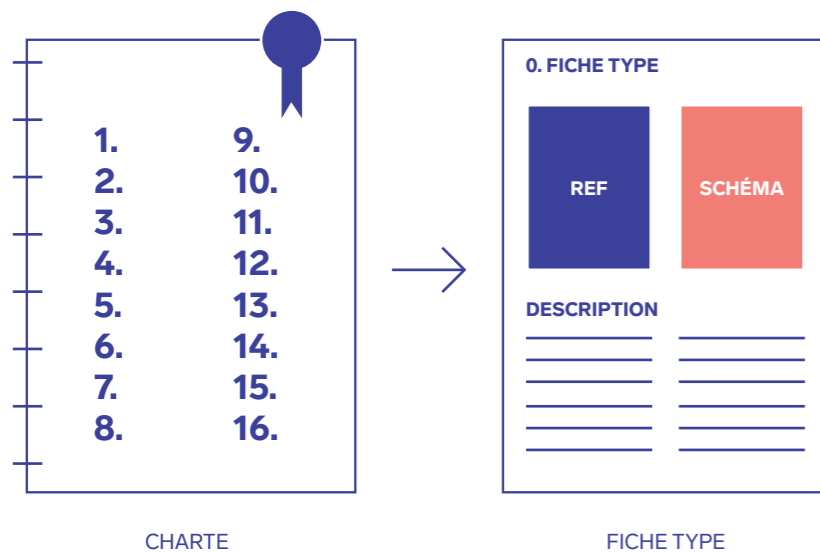 1.
2.
3.
4.
5.
6.
7.
8.
9.
10.
11.
12.
13.
14.
15.
16.
CHARTE
0. FICHE TYPE
REF
SCHÉMA
DESCRIPTION
FICHE TYPE